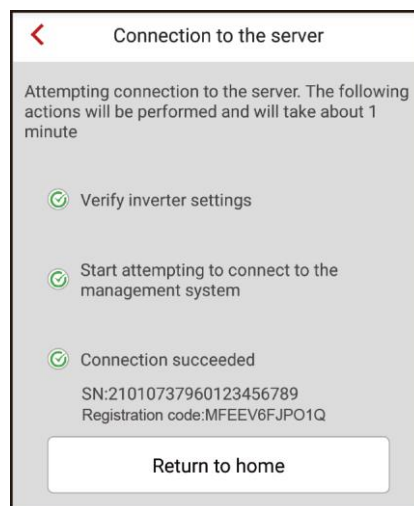 Connection to the server
Attempting connection to the server. The following
actions will be performed and will take about 1
minute
Verify inverter settings
Start attempting to connect to the
management system
Connection succeeded
SN:21010737960123456789
Registration code:MFEEV6FJPO1Q
Return to home